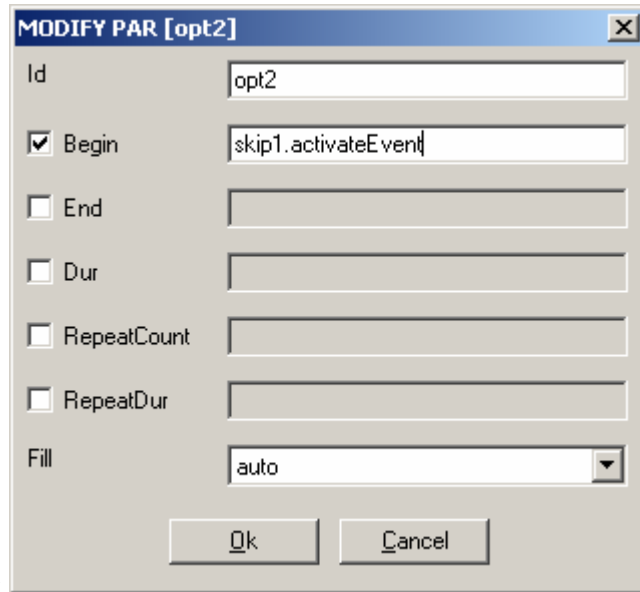 MODIFY PAR [opt2]
Id opt2
Begin skip1.activateEvent
End
Dur
RepeatCount
RepeatDur
Fill auto
Ok Cancel